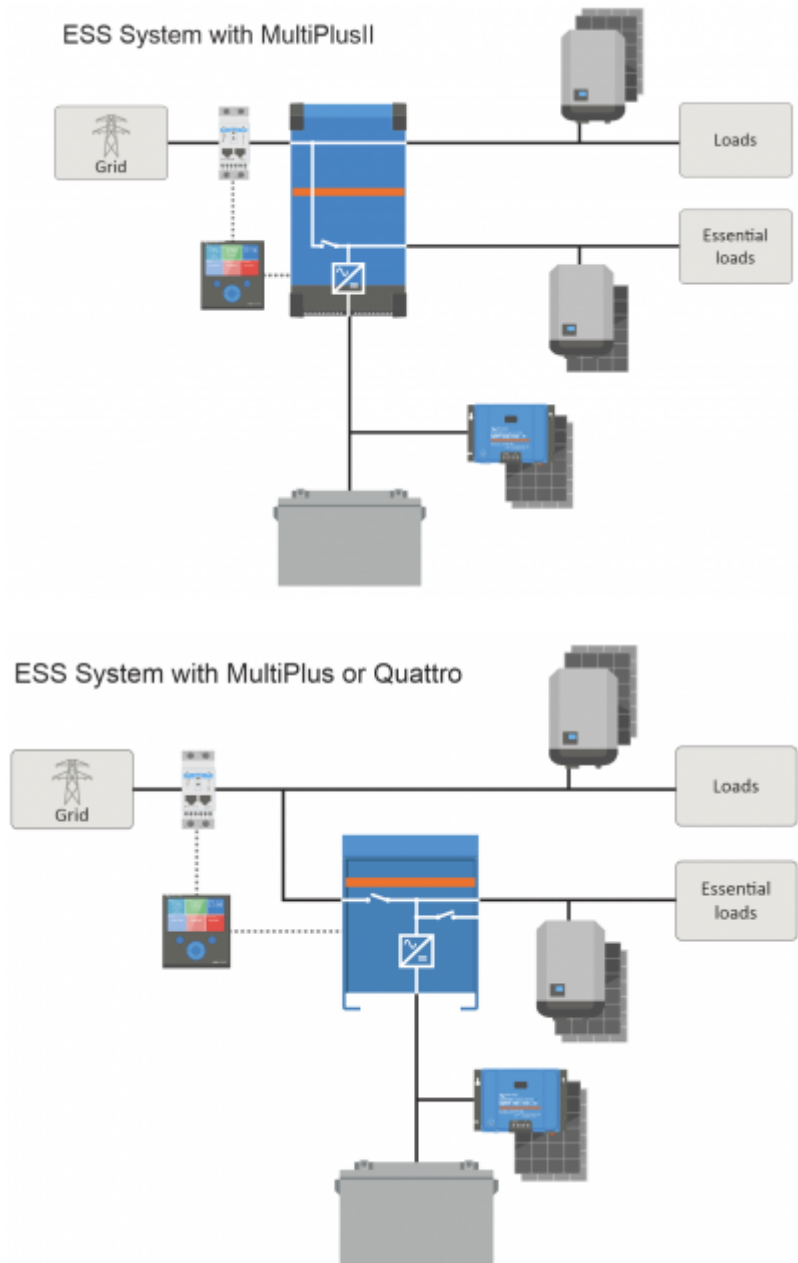 ESS System with MultiPlusII
Grid
Loads
Essential
loads
ESS System with MultiPlus or Quattro
Grid
Loads
Essential
loads